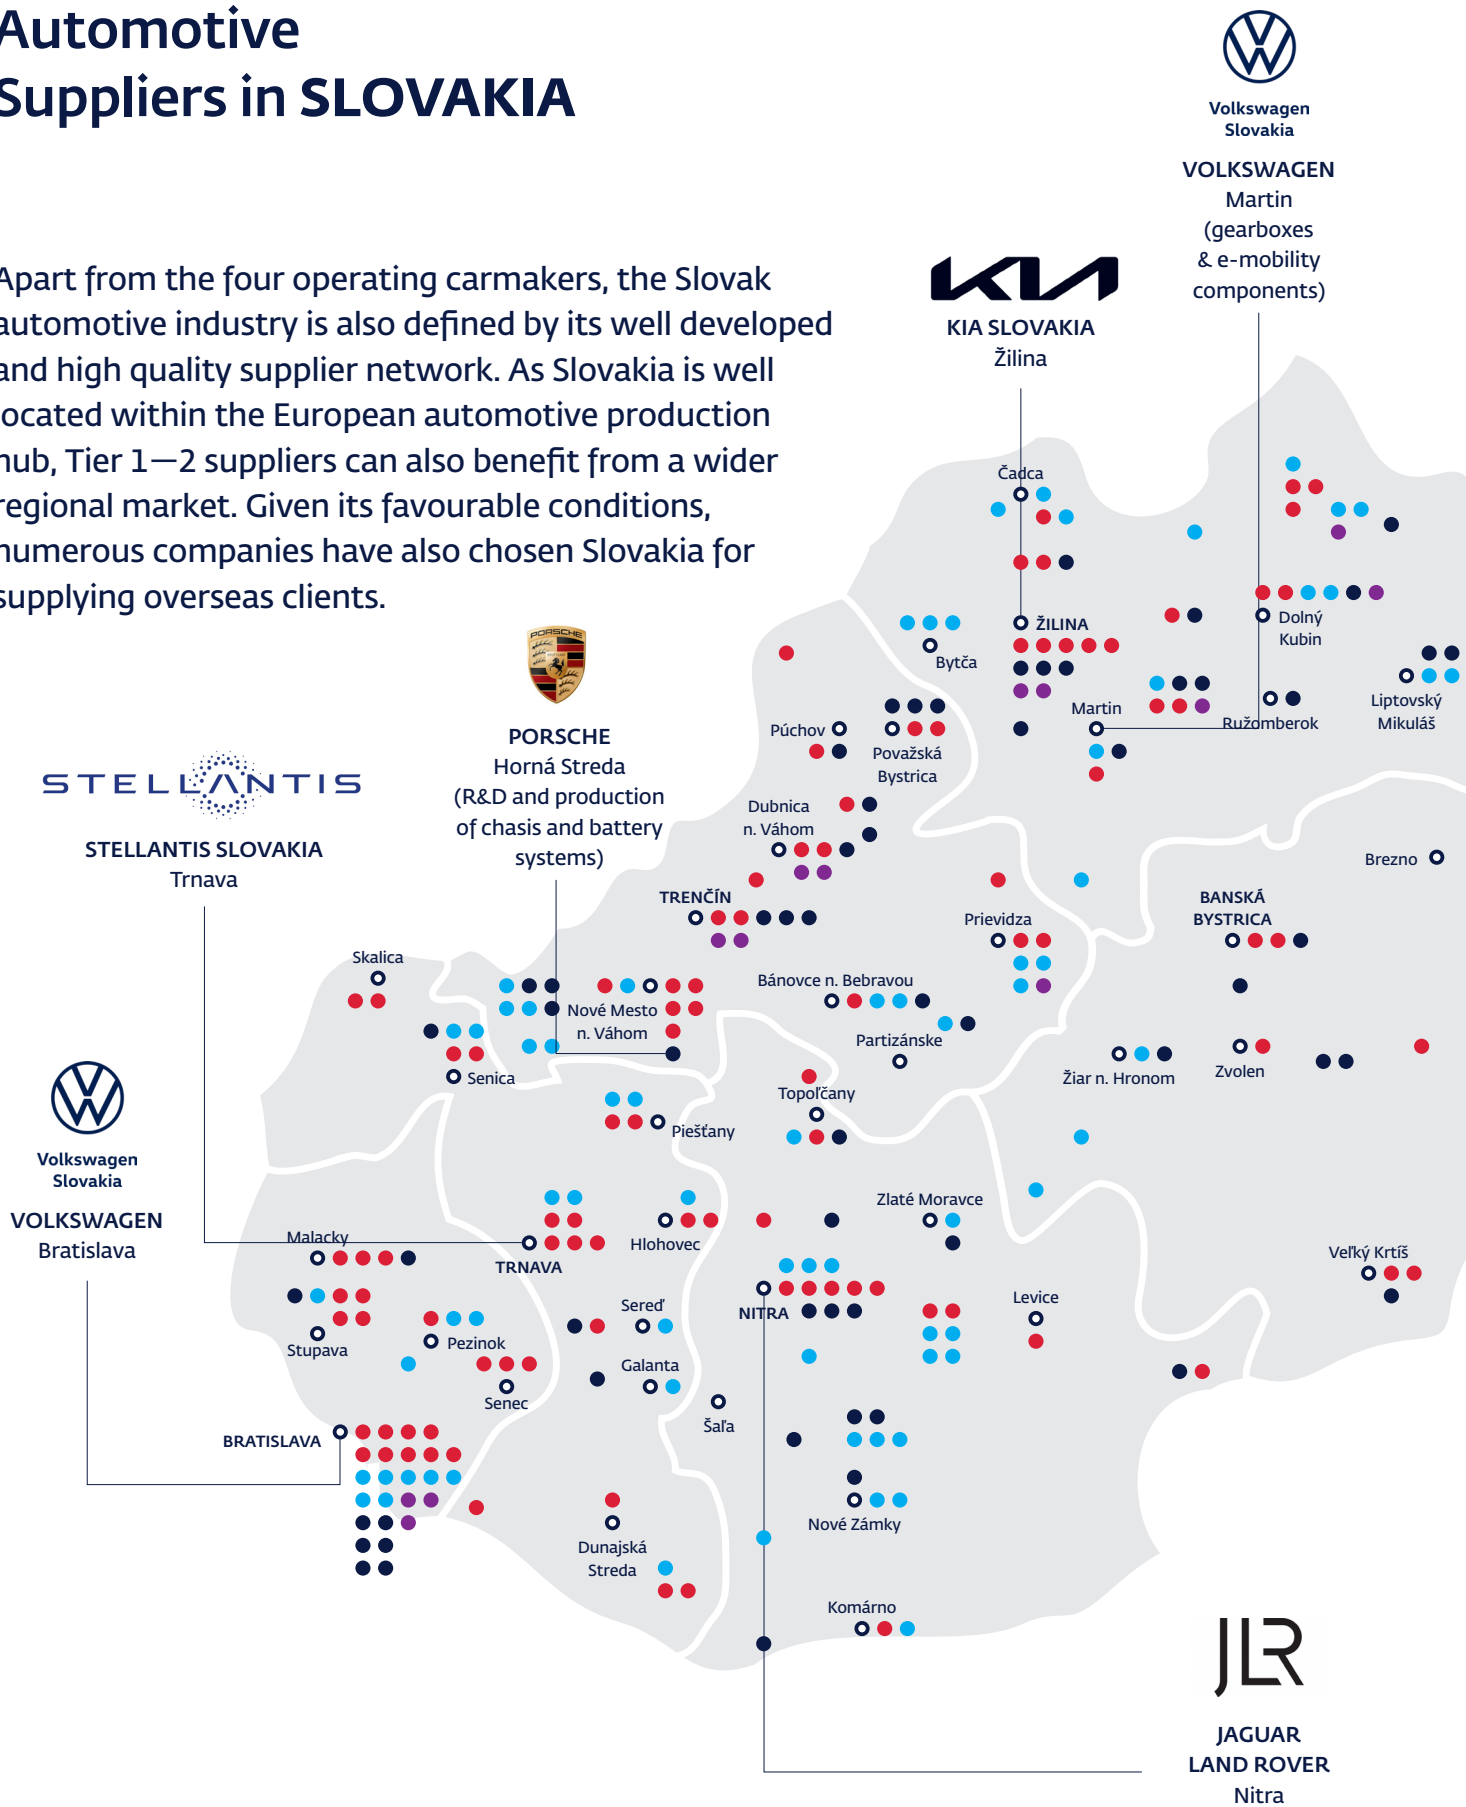 Automotive
Suppliers in SLOVAKIA
Volkswagen
Slovakia
VOLKSWAGEN
Martin
(gearboxes
& e-mobility
components)
Apart from the four operating carmakers, the Slovak
automotive industry is also defined by its well developed
and high quality supplier network. As Slovakia is well
located within the European automotive production
hub, Tier 1—2 suppliers can also benefit from a wider
regional market. Given its favourable conditions,
numerous companies have also chosen Slovakia for
supplying overseas clients.
KIA
KIA SLOVAKIA
Žilina
PORSCHE
PORSCHE
Horná Streda
(R&D and production
of chasis and battery
systems)
STELLANTIS
STELLANTIS SLOVAKIA
Trnava
Volkswagen
Slovakia
VOLKSWAGEN
Bratislava
Čadca
ŽILINA
Bytča
Dolný
Kubin
Liptovský
Mikuláš
Ružomberok
Martin
Púchov
Považská
Bystrica
Dubnica
n. Váhom
TRENČÍN
Prievidza
BANSKÁ
BYSTRICA
Brezno
Skalica
Senica
Nové Mesto
n. Váhom
Bánovce n. Bebravou
Partizánske
Žiar n. Hronom
Zvolen
Topoľčany
Piešťany
Malacky
TRNAVA
Hlohovec
Zlaté Moravce
Veľký Krtíš
Stupava
Pezinok
Senec
Sereď
Galanta
NITRA
Levice
Šaľa
BRATISLAVA
Dunajská
Streda
Nové Zámky
Komárno
JLR
JAGUAR
LAND ROVER
Nitra